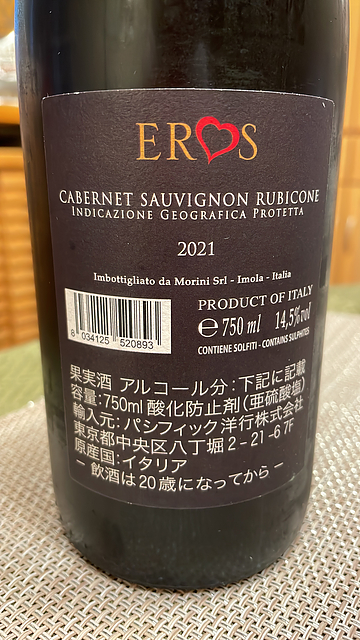 EROS
CABERNET SAUVIGNON RUBICONE
INDICAZIONE GEOGRAFICA PROTETTA
2021
Imbottigliato da Morini Srl - Imola - Italia
PRODUCT OF ITALY
℮ 750 ml 14,5% vol
CONTIENE SOLFITI - CONTAINS SULPHITES
8 034125 520893
果実酒 アルコール分:下記に記載
容量:750ml 酸化防止剤(亜硫酸塩)
輸入元:パシフィック洋行株式会社
東京都中央区八丁堀2-21-6 7F
原産国:イタリア
- 飲酒は20歳になってから -